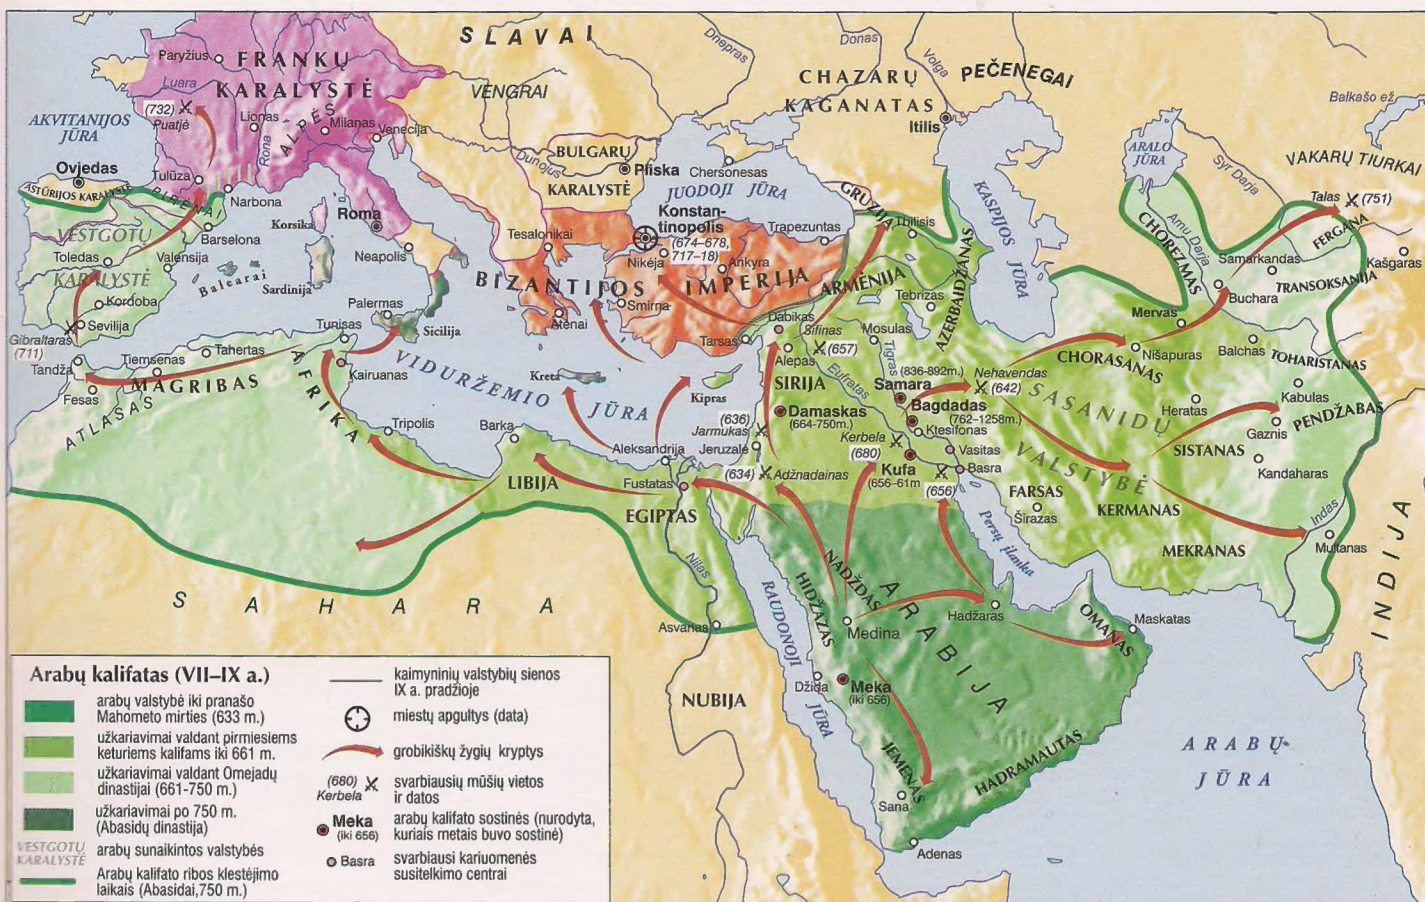 SLAVAI
Dnepras
Donas
Volga
PEČENEGAI
CHAZARŲ
KAGANATAS
Itilis
Balkašo ež.
Paryžius
FRANKŲ
KARALYSTĖ
Luara
(732)
Puatjė
Lionas
Rona
ALPĖS
Milanas
Venecija
VENGRAI
AKVITANIJOS
JŪRA
Ovjedas
ASTŪRIJOS KARALYSTĖ
Tulūza
PIRĖNAI
Narbona
BULGARŲ
KARALYSTĖ
Dunojus
Pliska
Chersonesas
JUODOJI JŪRA
GRUZIJA
Tbilisis
KASPIJOS
JŪRA
ARALO
JŪRA
Syr Darja
VAKARŲ TIURKAI
Talas
(751)
CHOREZMAS
Amu Darja
FERGANA
Kašgaras
Samarkandas
TRANSOKSANIJA
Buchara
VESTGOTŲ
KARALYSTĖ
Toledas
Barselona
Valensija
Kordoba
Sevilija
Gibraltaras
(711)
Korsika
Roma
Balearai
Sardinija
Neapolis
Palermas
Sicilija
Tesalonikai
Konstan-
tinopolis
(674–678,
717–18)
Nikėja
Ankyra
Trapezuntas
BIZANTIJOS IMPERIJA
Smirna
Atėnai
ARMĖNIJA
Tebrizas
AZERBAIDŽANAS
Dabikas
Tarsas
Sifinas
(657)
Alepas
Mosulas
Tigras
Eufratas
SIRIJA
Mervas
CHORASANAS
Nišapuras
Balchas
TOHARISTANAS
Kabulas
PENDŽABAS
Heratas
Gaznis
SISTANAS
Kandaharas
Tandža
Fesas
ATLASAS
Tlemsenas
MAGRIBAS
Tahertas
Tunisas
Kairuanas
AFRIKA
Tripolis
VIDURŽEMIO JŪRA
Kreta
Kipras
Barka
Aleksandrija
(836-892m.)
Samara
Nehavendas
(642)
SASANIDŲ
VALSTYBĖ
Bagdadas
(762–1258m.)
Ktesifonas
Damaskas
(664-750m.)
(636)
Jarmukas
Jeruzalė
Kerbela
(680)
Kufa
(656–61m
Vasitas
Basra
(656)
(634)
Adžnadainas
LIBIJA
Fustatas
EGIPTAS
Nilas
Asvanas
FARSAS
Širazas
KERMANAS
MEKRANAS
Indas
Multanas
INDIJA
Persų įlanka
SAHARA
RAUDONOJI
JŪRA
HIDŽAZAS
NADŽDAS
ARABIJA
Medina
Hadžaras
OMANAS
Maskatas
Džida
Meka
(iki 656)
NUBIJA
JEMENAS
Sana
HADRAMAUTAS
Adenas
ARABŲ
JŪRA
Arabų kalifatas (VII–IX a.)
arabų valstybė iki pranašo
Mahometo mirties (633 m.)
užkariavimai valdant pirmiesiems
keturiems kalifams iki 661 m.
užkariavimai valdant Omejadų
dinastijai (661-750 m.)
užkariavimai po 750 m.
(Abasidų dinastija)
VESTGOTŲ
KARALYSTĖ
arabų sunaikintos valstybės
Arabų kalifato ribos klestėjimo
laikais (Abasidai,750 m.)
kaimyninių valstybių sienos
IX a. pradžioje
miestų apgultys (data)
grobikiškų žygių kryptys
(680)
Kerbela
svarbiausių mūšių vietos
ir datos
Meka
(iki 656)
arabų kalifato sostinės (nurodyta,
kuriais metais buvo sostinė)
Basra
svarbiausi kariuomenės
susitelkimo centrai